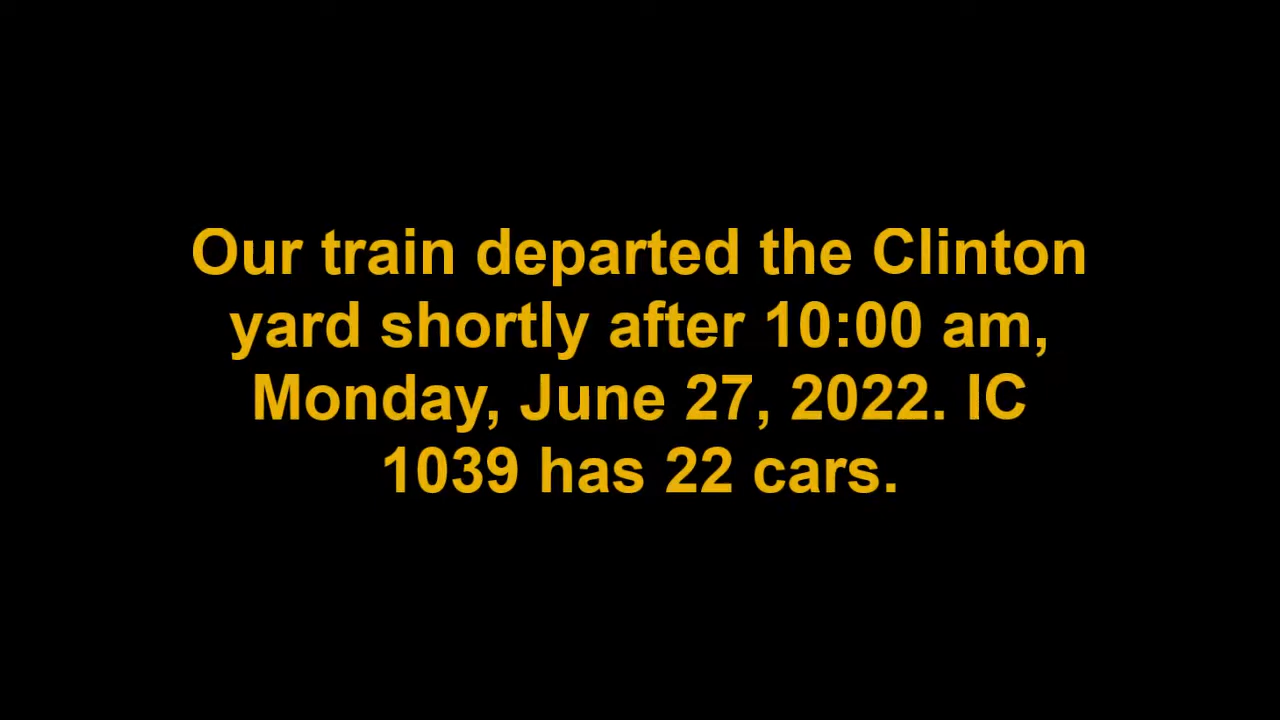 Our train departed the Clinton
yard shortly after 10:00 am,
Monday, June 27, 2022. IC
1039 has 22 cars.